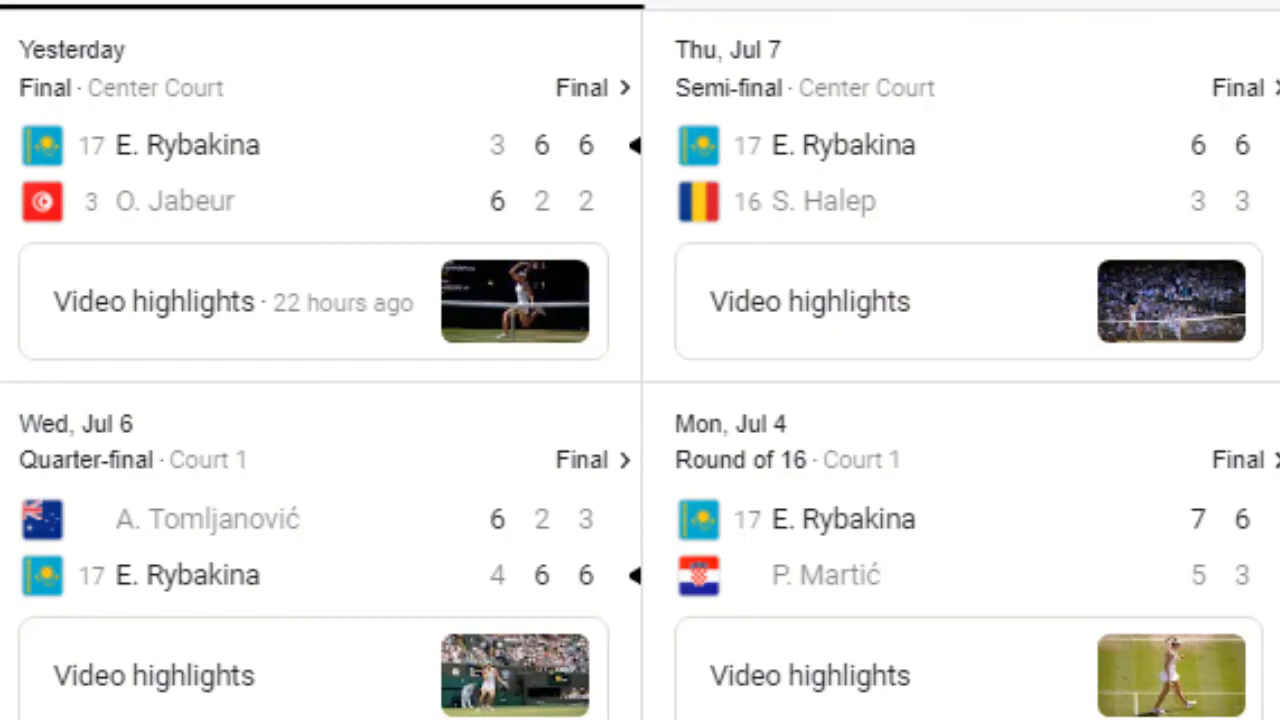 Yesterday
Final · Center Court Final
17 E. Rybakina 3 6 6
3 O. Jabeur 6 2 2
Video highlights · 22 hours ago
Thu, Jul 7
Semi-final · Center Court Final
17 E. Rybakina 6 6
16 S. Halep 3 3
Video highlights
Wed, Jul 6
Quarter-final · Court 1 Final
A. Tomljanović 6 2 3
17 E. Rybakina 4 6 6
Video highlights
Mon, Jul 4
Round of 16 · Court 1 Final
17 E. Rybakina 7 6
P. Martić 5 3
Video highlights